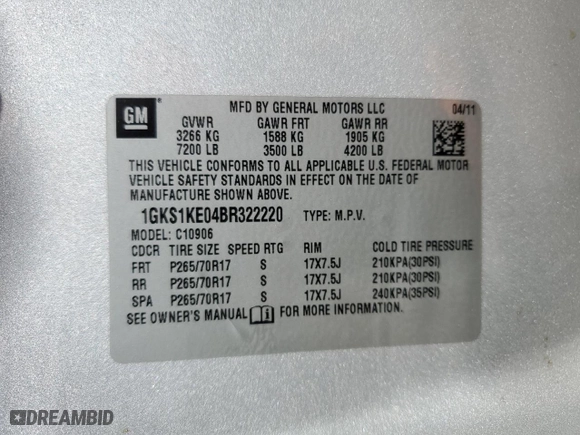 GM MFD BY GENERAL MOTORS LLC 04/11
GVWR GAWR FRT GAWR RR
3266 KG 1588 KG 1905 KG
7200 LB 3500 LB 4200 LB
THIS VEHICLE CONFORMS TO ALL APPLICABLE U.S. FEDERAL MOTOR
VEHICLE SAFETY STANDARDS IN EFFECT ON THE DATE OF
MANUFACTURE SHOWN ABOVE.
1GKS1KE04BR322220 TYPE: M.P.V.
MODEL: C10906
CDCR TIRE SIZE SPEED RTG RIM COLD TIRE PRESSURE
FRT P265/70R17 S 17X7.5J 210KPA(30PSI)
RR P265/70R17 S 17X7.5J 210KPA(30PSI)
SPA P265/70R17 S 17X7.5J 240KPA(35PSI)
SEE OWNER'S MANUAL FOR MORE INFORMATION.
DREAMBID